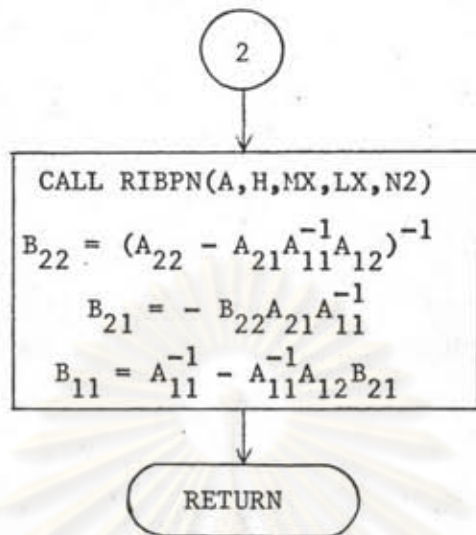 2
CALL RIBPN(A,H,MX,LX,N2)
B₂₂ = (A₂₂ - A₂₁A₁₁⁻¹A₁₂)⁻¹
B₂₁ = - B₂₂A₂₁A₁₁⁻¹
B₁₁ = A₁₁⁻¹ - A₁₁⁻¹A₁₂B₂₁
RETURN